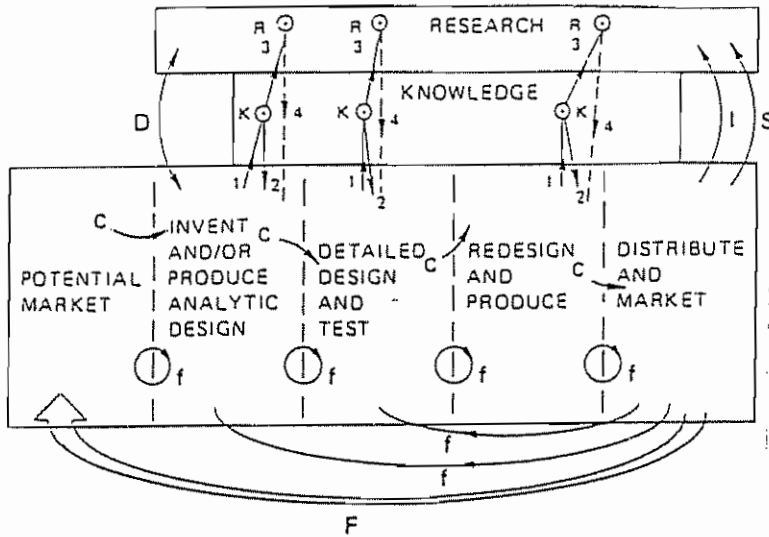 R R RESEARCH R
3 3 3
KNOWLEDGE
D K 4 K 4 K 4 I S
1 2 1 2 1 2
C INVENT C DETAILED C REDESIGN C DISTRIBUTE
AND/OR DESIGN AND AND
POTENTIAL PRODUCE AND PRODUCE MARKET
MARKET ANALYTIC TEST
DESIGN
f f f f
f
f
F